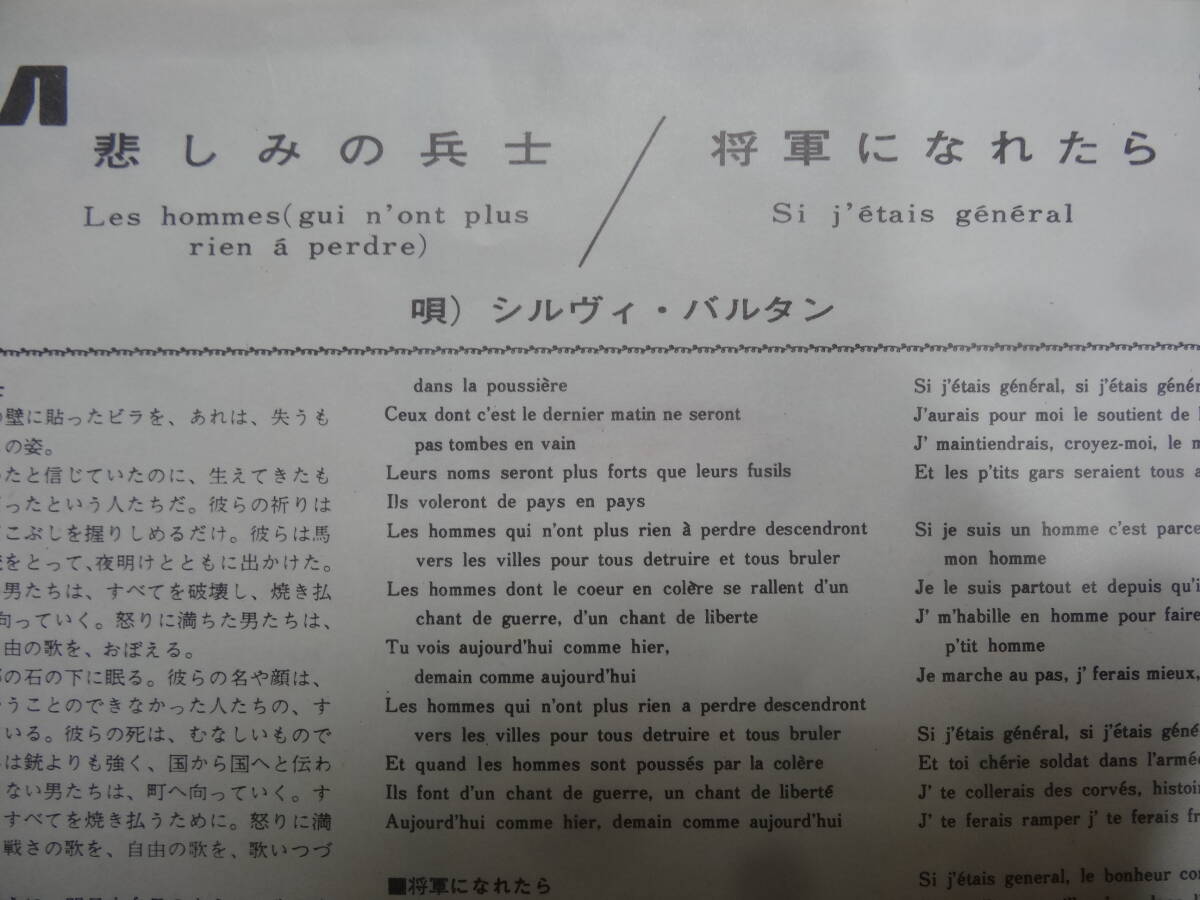 悲しみの兵士
Les hommes(gui n'ont plus
rien á perdre)
将軍になれたら
Si j'étais général
唄）シルヴィ・バルタン
の壁に貼ったビラを、あれは、失うも
の姿。
ったと信じていたのに、生えてきたも
ったという人たちだ。彼らの祈りは
こぶしを握りしめるだけ。彼らは馬
をとって、夜明けとともに出かけた。
男たちは、すべてを破壊し、焼き払
向っていく。怒りに満ちた男たちは、
由の歌を、おぼえる。
の石の下に眠る。彼らの名や顔は、
うことのできなかった人たちの、す
いる。彼らの死は、むなしいもので
は銃よりも強く、国から国へと伝わ
ない男たちは、町へ向っていく。す
すべてを焼き払うために。怒りに満
戦さの歌を、自由の歌を、歌いつづ
dans la poussière
Ceux dont c'est le dernier matin ne seront
pas tombes en vain
Leurs noms seront plus forts que leurs fusils
Ils voleront de pays en pays
Les hommes qui n'ont plus rien à perdre descendront
vers les villes pour tous detruire et tous bruler
Les hommes dont le coeur en colère se rallent d'un
chant de guerre, d'un chant de liberte
Tu vois aujourd'hui comme hier,
demain comme aujourd'hui
Les hommes qui n'ont plus rien a perdre descendront
vers les villes pour tous detruire et tous bruler
Et quand les hommes sont poussés par la colère
Ils font d'un chant de guerre, un chant de liberté
Aujourd'hui comme hier, demain comme aujourd'hui
■将軍になれたら
Si j'étais général, si j'étais génér
J'aurais pour moi le soutient de
J' maintiendrais, croyez-moi, le
Et les p'tits gars seraient tous a
Si je suis un homme c'est parce
mon homme
Je le suis partout et depuis qu'i
J' m'habille en homme pour faire
p'tit homme
Je marche au pas, j' ferais mieux,
Si j'étais général, si j'étais géné
Et toi chérie soldat dans l'armé
J' te collerais des corvés, histoi
J' te ferais ramper j' te ferais fr
Si j'étais general, le bonheur co